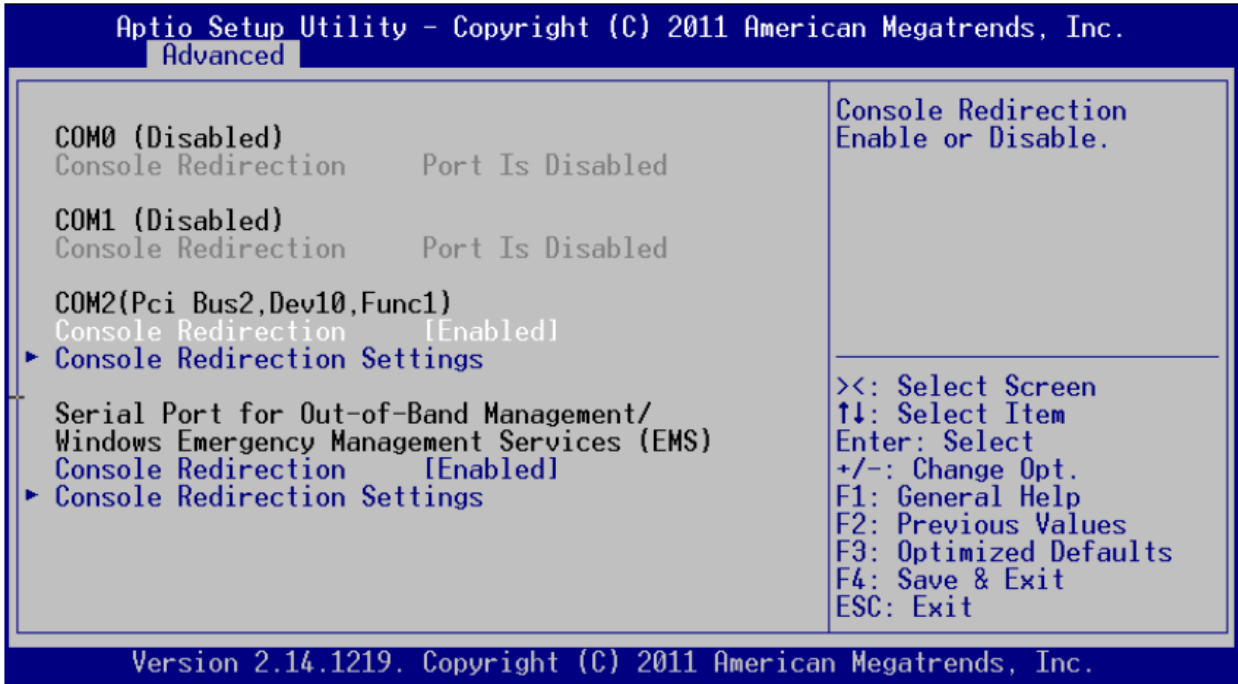 Aptio Setup Utility - Copyright (C) 2011 American Megatrends, Inc.
Advanced
COM0 (Disabled)
Console Redirection Port Is Disabled
COM1 (Disabled)
Console Redirection Port Is Disabled
COM2(Pci Bus2,Dev10,Func1)
Console Redirection [Enabled]
► Console Redirection Settings
Serial Port for Out-of-Band Management/
Windows Emergency Management Services (EMS)
Console Redirection [Enabled]
► Console Redirection Settings
Console Redirection
Enable or Disable.
><: Select Screen
↑↓: Select Item
Enter: Select
+/-: Change Opt.
F1: General Help
F2: Previous Values
F3: Optimized Defaults
F4: Save & Exit
ESC: Exit
Version 2.14.1219. Copyright (C) 2011 American Megatrends, Inc.